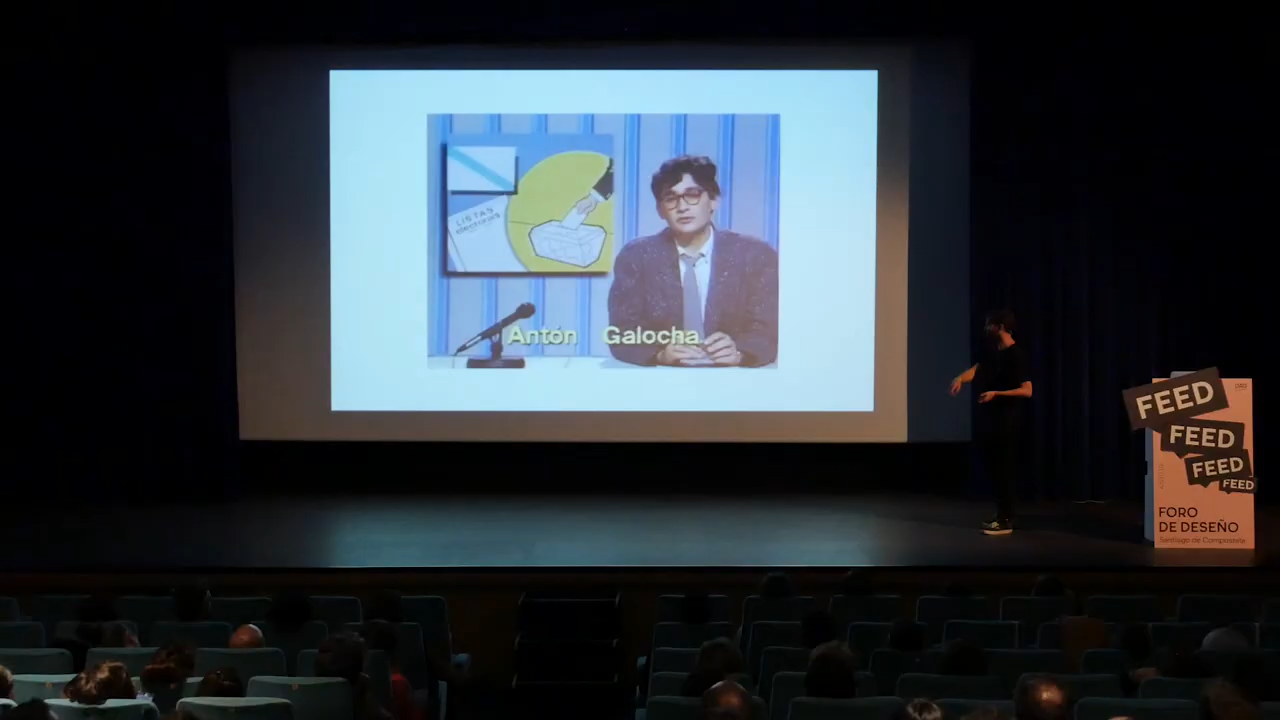 LISTAS
Antón Galocha
FEED
FEED
FEED
FEED
FORO
DE DESEÑO
Santiago de Compostela